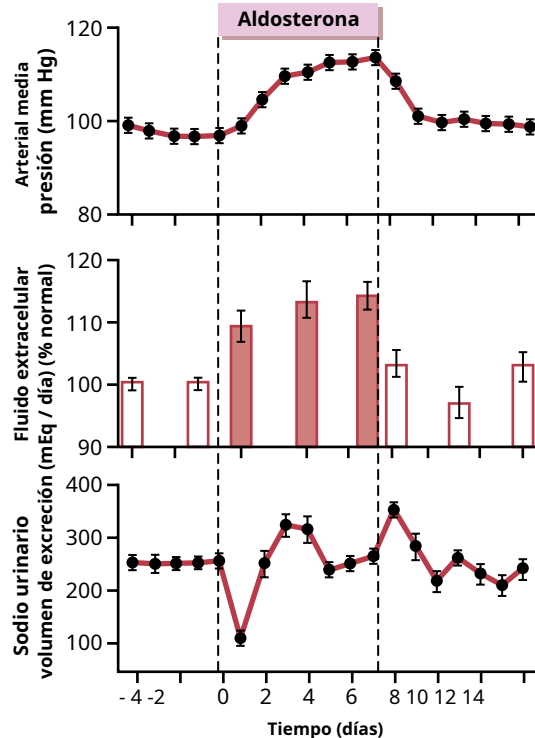 Aldosterona
Arterial media
presión (mm Hg)
120
100
80
Fluido extracelular
(mEq / día) (% normal)
120
110
100
90
Sodio urinario
volumen de excreción
400
300
200
100
- 4 -2 0 2 4 6 8 10 12 14
Tiempo (días)